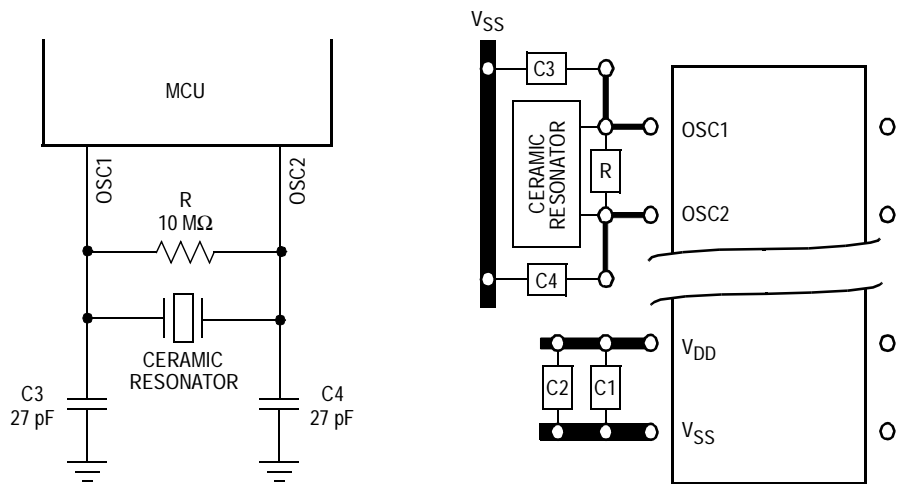 MCU
OSC1
OSC2
R
10 MΩ
CERAMIC
RESONATOR
C3
27 pF
C4
27 pF
VSS
C3
OSC1
CERAMIC
RESONATOR
R
OSC2
C4
VDD
C2
C1
VSS